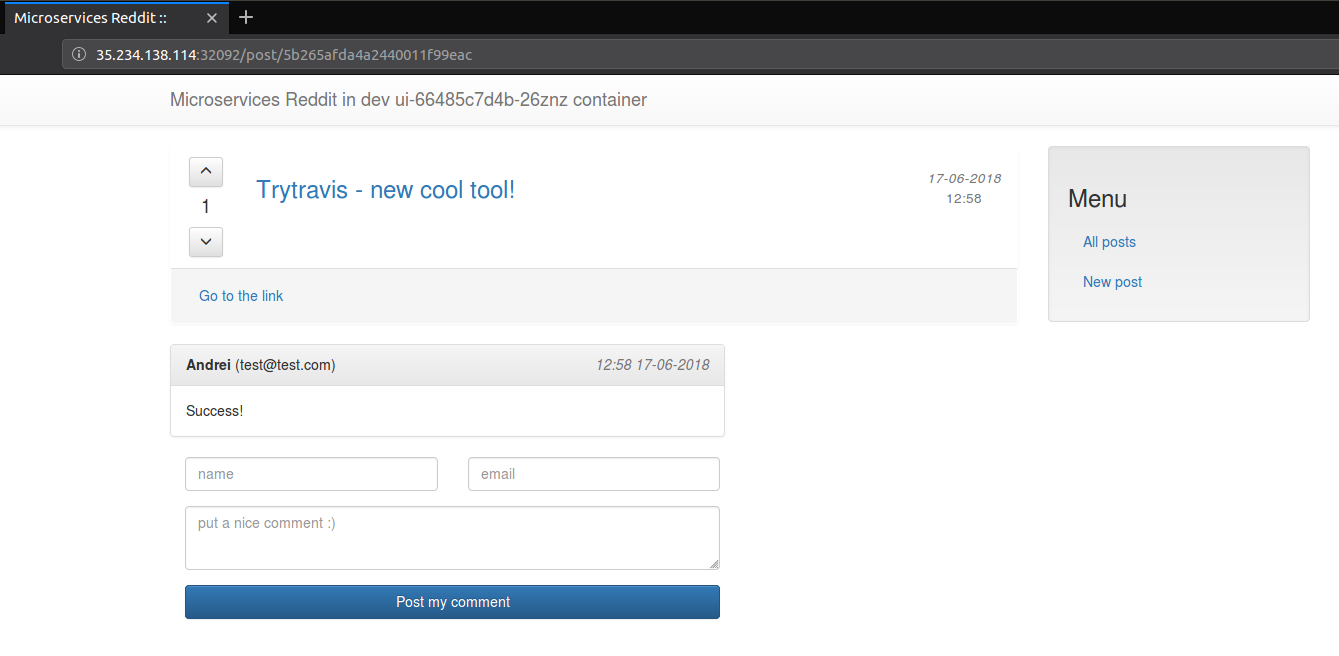 Microservices Reddit ::
35.234.138.114:32092/post/5b265afda4a2440011f99eac
Microservices Reddit in dev ui-66485c7d4b-26znz container
1
Trytravis - new cool tool!
17-06-2018
12:58
Go to the link
Menu
All posts
New post
Andrei (test@test.com) 12:58 17-06-2018
Success!
name email
put a nice comment :)
Post my comment